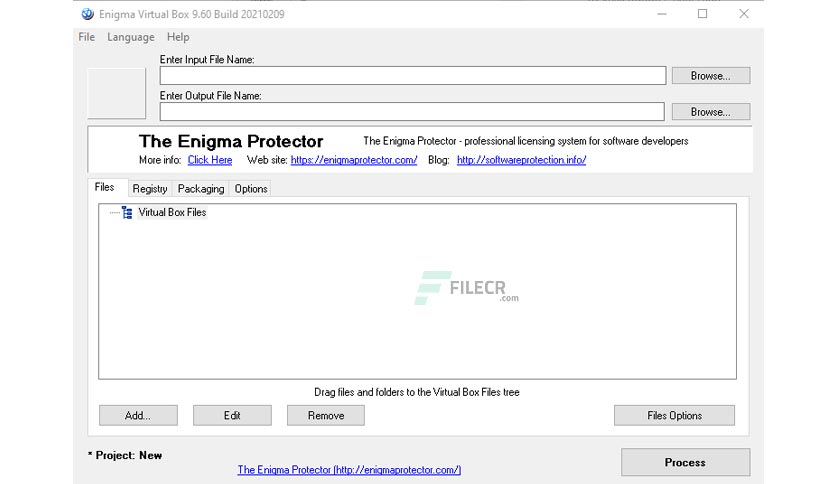 Enigma Virtual Box 9.60 Build 20210209
File Language Help
Enter Input File Name:
Browse...
Enter Output File Name:
Browse...
The Enigma Protector The Enigma Protector - professional licensing system for software developers
More info: Click Here Web site: https://enigmaprotector.com/ Blog: http://softwareprotection.info/
Files Registry Packaging Options
Virtual Box Files
FILECR
.com
Drag files and folders to the Virtual Box Files tree
Add... Edit Remove Files Options
* Project: New
Process
The Enigma Protector (http://enigmaprotector.com/)